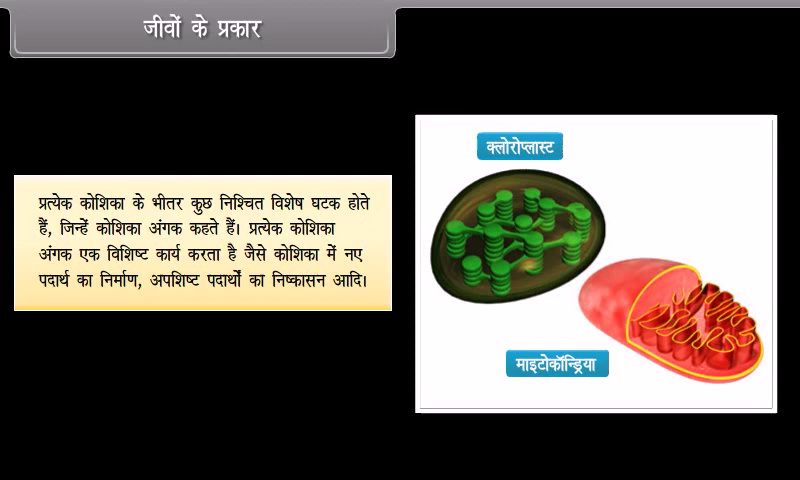 जीवों के प्रकार
प्रत्येक कोशिका के भीतर कुछ निश्चित विशेष घटक होते
हैं, जिन्हें कोशिका अंगक कहते हैं। प्रत्येक कोशिका
अंगक एक विशिष्ट कार्य करता है जैसे कोशिका में नए
पदार्थ का निर्माण, अपशिष्ट पदार्थों का निष्कासन आदि।
क्लोरोप्लास्ट
माइटोकॉन्ड्रिया